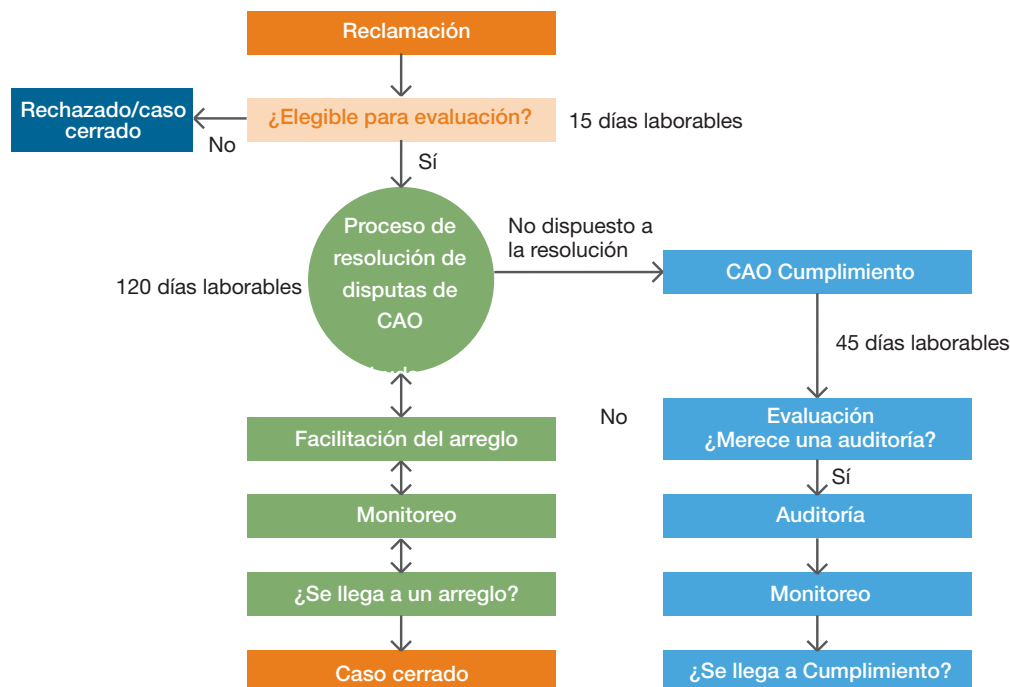 Reclamación
Rechazado/caso
cerrado
No
¿Elegible para evaluación?
15 días laborables
Sí
Proceso de
resolución de
disputas de
CAO
120 días laborables
No dispuesto a
la resolución
CAO Cumplimiento
45 días laborables
Facilitación del arreglo
No
Evaluación
¿Merece una auditoría?
Sí
Monitoreo
Auditoría
¿Se llega a un arreglo?
Monitoreo
Caso cerrado
¿Se llega a Cumplimiento?